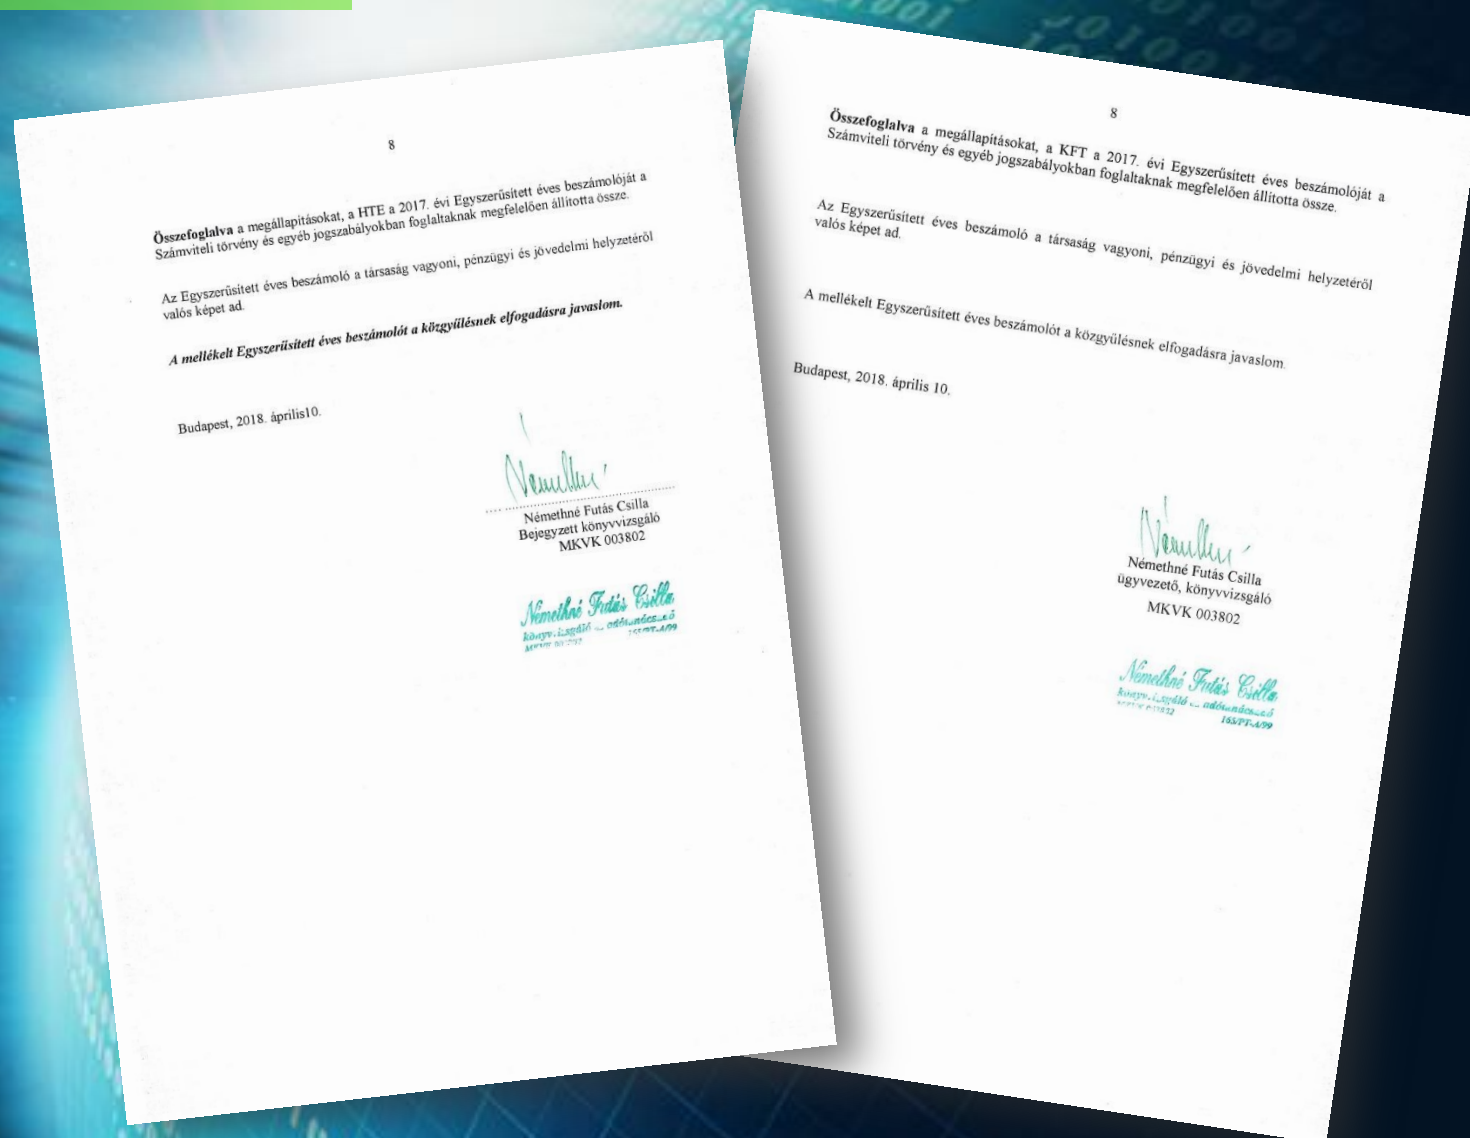 8
Összefoglalva a megállapításokat, a HTE a 2017. évi Egyszerűsített éves beszámolóját a
Számviteli törvény és egyéb jogszabályokban foglaltaknak megfelelően állította össze.
Az Egyszerűsített éves beszámoló a társaság vagyoni, pénzügyi és jövedelmi helyzetéről
valós képet ad.
A mellékelt Egyszerűsített éves beszámolót a közgyűlésnek elfogadásra javaslom.
Budapest, 2018. április10.
Némethné Futás Csilla
Bejegyzett könyvvizsgáló
MKVK 003802
Némethné Futás Csilla
8
Összefoglalva a megállapításokat, a KFT a 2017. évi Egyszerűsített éves beszámolóját a
Számviteli törvény és egyéb jogszabályokban foglaltaknak megfelelően állította össze.
Az Egyszerűsített éves beszámoló a társaság vagyoni, pénzügyi és jövedelmi helyzetéről
valós képet ad.
A mellékelt Egyszerűsített éves beszámolót a közgyűlésnek elfogadásra javaslom.
Budapest, 2018. április 10.
Némethné Futás Csilla
ügyvezető, könyvvizsgáló
MKVK 003802
Némethné Futás Csilla